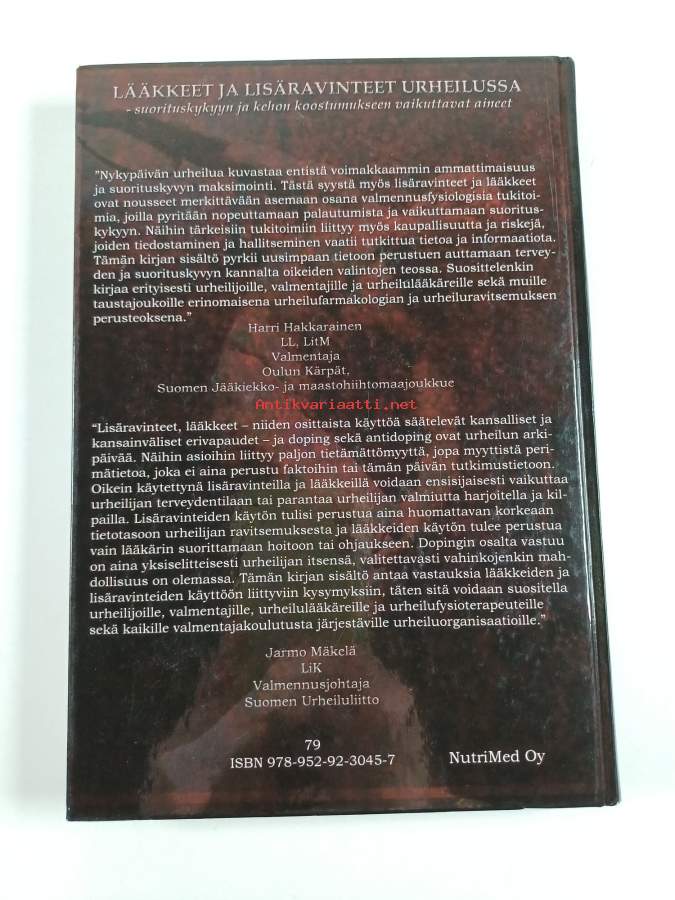 LÄÄKKEET JA LISÄRAVINTEET URHEILUSSA
- suorituskykyyn ja kehon koostumukseen vaikuttavat aineet
"Nykypäivän urheilua kuvastaa entistä voimakkaammin ammattimaisuus
ja suorituskyvyn maksimointi. Tästä syystä myös lisäravinteet ja lääkkeet
ovat nousseet merkittävään asemaan osana valmennusfysiologisia tukitoi-
mia, joilla pyritään nopeuttamaan palautumista ja vaikuttamaan suoritus-
kykyyn. Näihin tärkeisiin tukitoimiin liittyy myös kaupallisuutta ja riskejä,
joiden tiedostaminen ja hallitseminen vaatii tutkittua tietoa ja informaatiota.
Tämän kirjan sisältö pyrkii uusimpaan tietoon perustuen auttamaan tervey-
den ja suorituskyvyn kannalta oikeiden valintojen teossa. Suosittelenkin
kirjaa erityisesti urheilijoille, valmentajille ja urheilulääkäreille sekä muille
taustajoukoille erinomaisena urheilufarmakologian ja urheiluravitsemuksen
perusteoksena."
Harri Hakkarainen
LL, LitM
Valmentaja
Oulun Kärpät,
Suomen Jääkiekko- ja maastohiihtomaajoukkue
Antikvariaatti.net
"Lisäravinteet, lääkkeet – niiden osittaista käyttöä säätelevät kansalliset ja
kansainväliset erivapaudet – ja doping sekä antidoping ovat urheilun arki-
päivää. Näihin asioihin liittyy paljon tietämättömyyttä, jopa myyttistä peri-
mätietoa, joka ei aina perustu faktoihin tai tämän päivän tutkimustietoon.
Oikein käytettynä lisäravinteilla ja lääkkeillä voidaan ensisijaisesti vaikuttaa
urheilijan terveydentilaan tai parantaa urheilijan valmiutta harjoitella ja kil-
pailla. Lisäravinteiden käytön tulisi perustua aina huomattavan korkeaan
tietotasoon urheilijan ravitsemuksesta ja lääkkeiden käytön tulee perustua
vain lääkärin suorittamaan hoitoon tai ohjaukseen. Dopingin osalta vastuu
on aina yksiselitteisesti urheilijan itsensä, valitettavasti vahinkojenkin mah-
dollisuus on olemassa. Tämän kirjan sisältö antaa vastauksia lääkkeiden ja
lisäravinteiden käyttöön liittyviin kysymyksiin, täten sitä voidaan suositella
urheilijoille, valmentajille, urheilulääkäreille ja urheilufysioterapeuteille
sekä kaikille valmentajakoulutusta järjestäville urheiluorganisaatioille."
Jarmo Mäkelä
LiK
Valmennusjohtaja
Suomen Urheiluliitto
79
ISBN 978-952-92-3045-7
NutriMed Oy